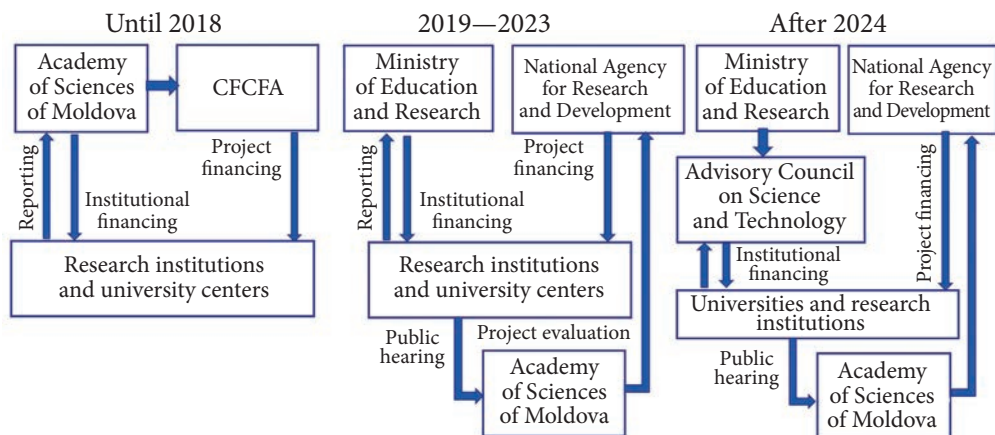 Until 2018
Academy
of Sciences
of Moldova
CFCFA
Reporting
Institutional
financing
Project
financing
Research institutions
and university centers
2019—2023
Ministry
of Education
and Research
National Agency
for Research
and Development
Reporting
Institutional
financing
Project
financing
Research institutions
and university centers
Public
hearing
Project evaluation
Academy
of Sciences
of Moldova
After 2024
Ministry
of Education
and Research
National Agency
for Research
and Development
Advisory Council
on Science
and Technology
Institutional
financing
Project financing
Universities and research
institutions
Public
hearing
Academy
of Sciences
of Moldova